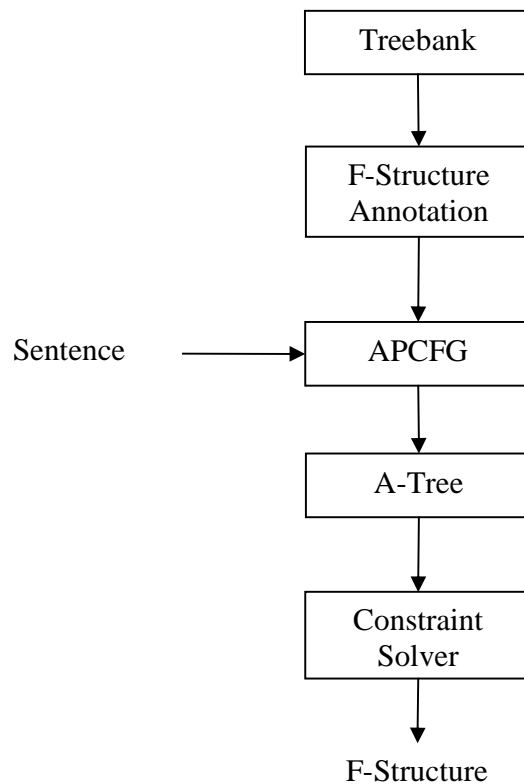 Treebank
F-Structure
Annotation
Sentence
APCFG
A-Tree
Constraint
Solver
F-Structure